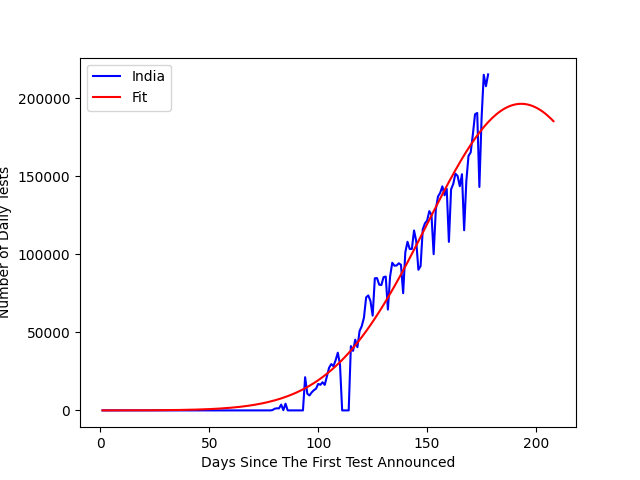 India
Fit
200000
150000
100000
50000
0
Number of Daily Tests
0 50 100 150 200
Days Since The First Test Announced